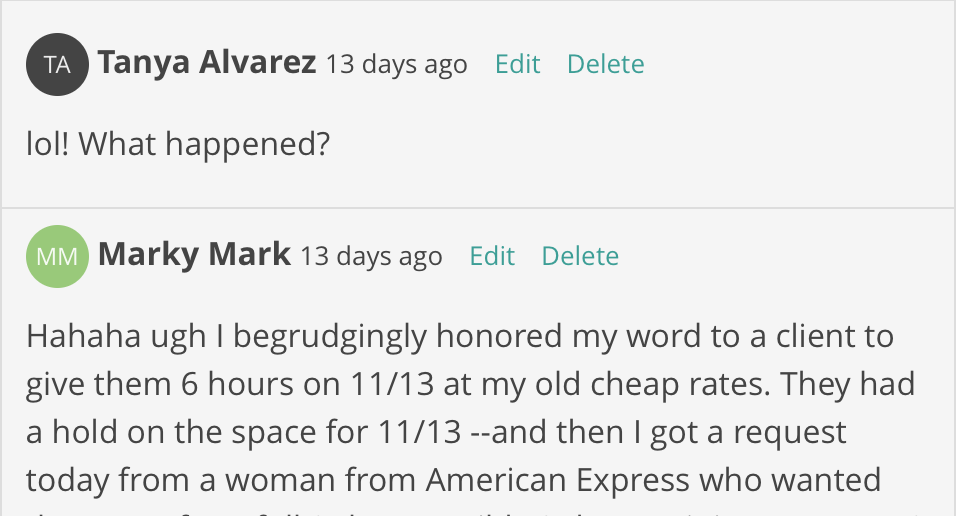 TA Tanya Alvarez 13 days ago Edit Delete
lol! What happened?
MM Marky Mark 13 days ago Edit Delete
Hahaha ugh I begrudgingly honored my word to a client to
give them 6 hours on 11/13 at my old cheap rates. They had
a hold on the space for 11/13 --and then I got a request
today from a woman from American Express who wanted